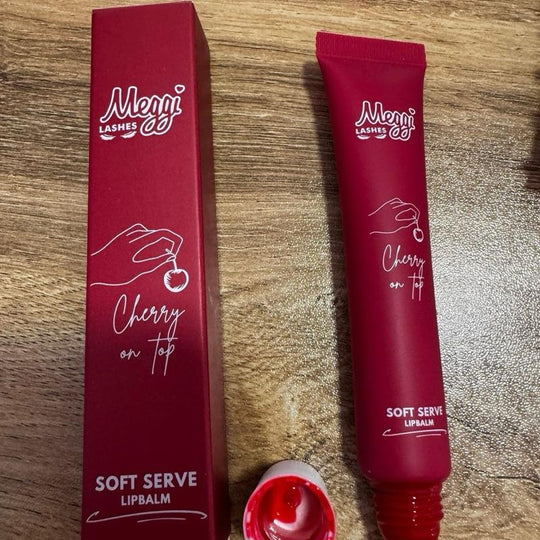 Meggi
LASHES
Cherry
on top
SOFT SERVE
LIPBALM
Meggi
LASHES
Cherry
on top
SOFT SERVE
LIPBALM